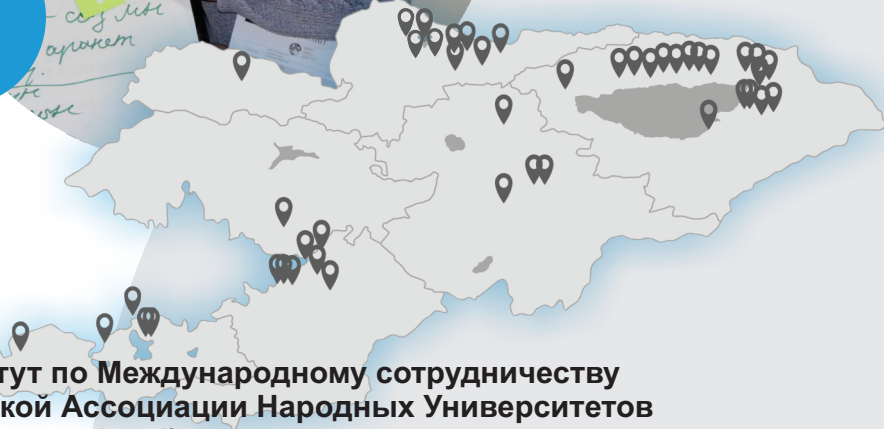 тут по Международному сотрудничеству
кой Ассоциации Народных Университетов